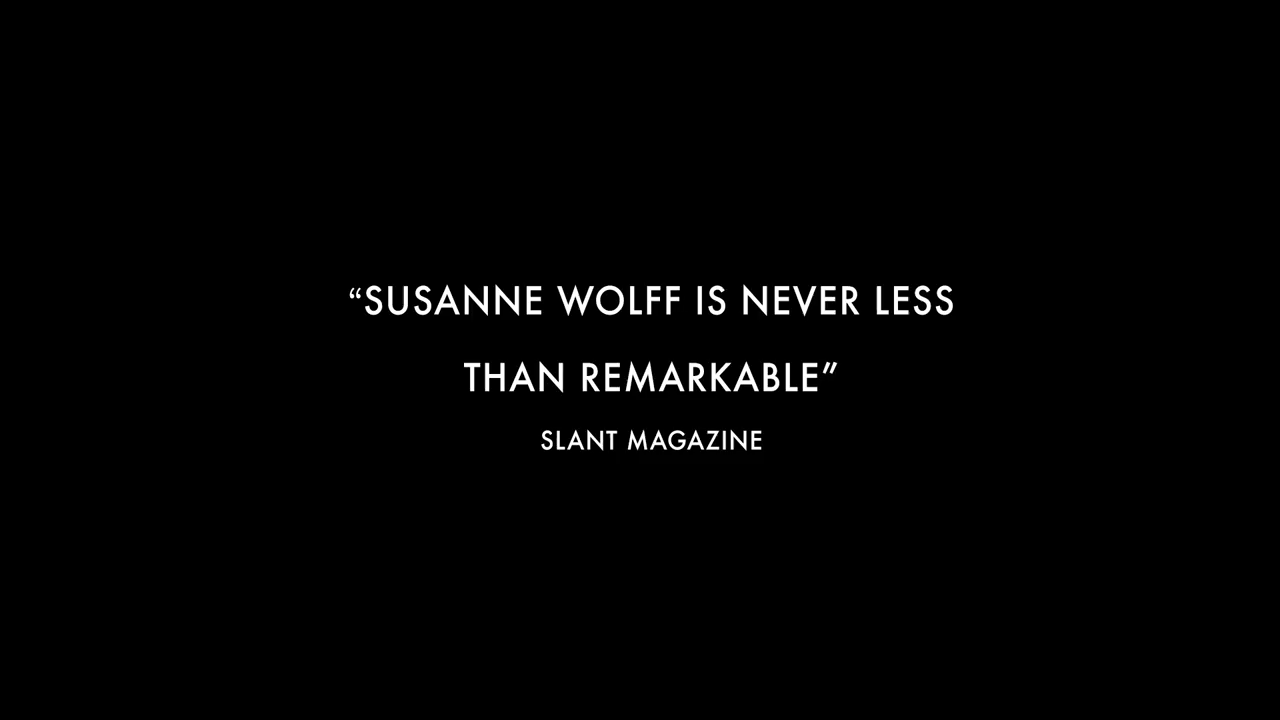 “SUSANNE WOLFF IS NEVER LESS
THAN REMARKABLE”
SLANT MAGAZINE